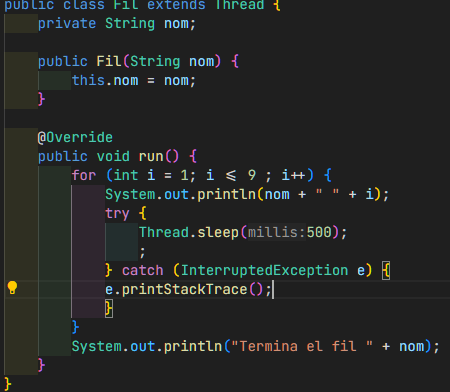 public class Fil extends Thread {
private String nom;
public Fil(String nom) {
this.nom = nom;
}
@Override
public void run() {
for (int i = 1; i <= 9 ; i++) {
System.out.println(nom + " " + i);
try {
Thread.sleep(millis:500);
;
} catch (InterruptedException e) {
e.printStackTrace();
}
}
System.out.println("Termina el fil " + nom);
}
}